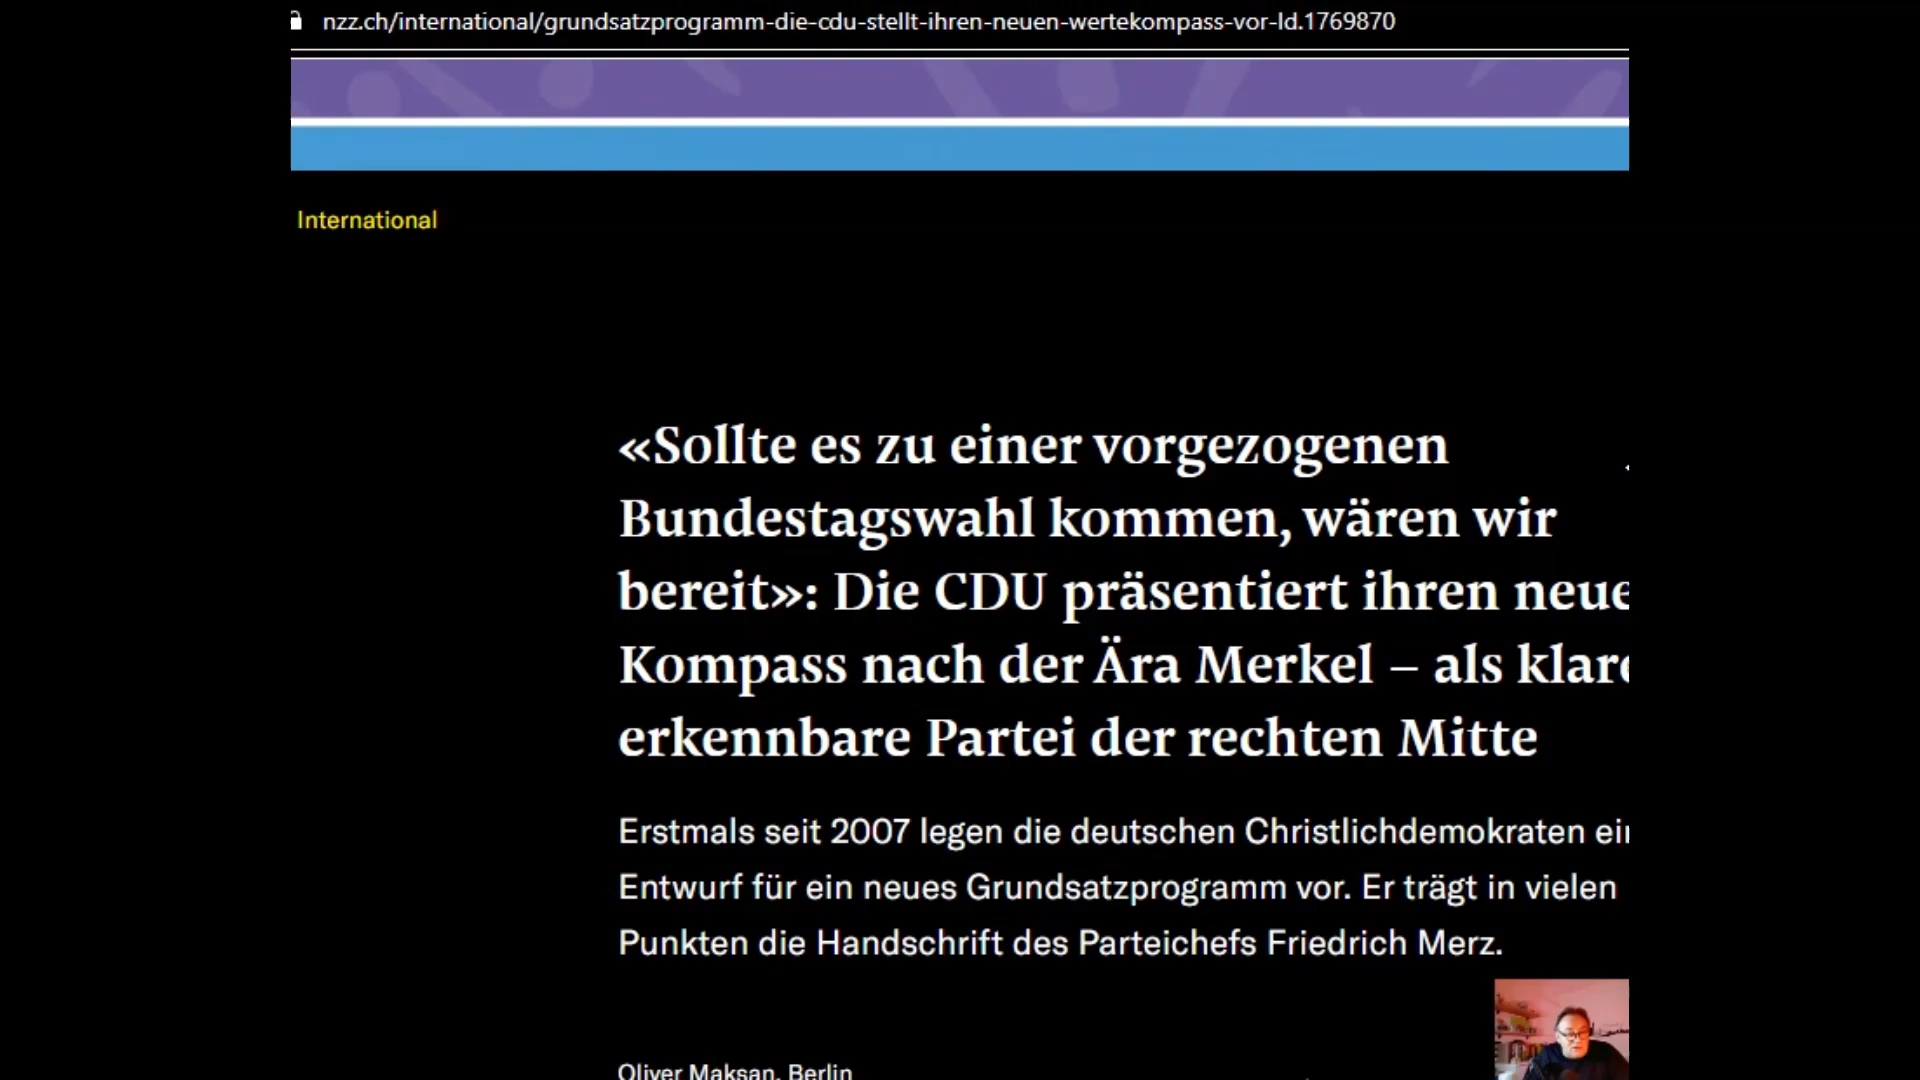 nzz.ch/international/grundsatzprogramm-die-cdu-stellt-ihren-neuen-wertekompass-vor-ld.1769870
International
«Sollte es zu einer vorgezogenen
Bundestagswahl kommen, wären wir
bereit»: Die CDU präsentiert ihren neue
Kompass nach der Ära Merkel – als klare
erkennbare Partei der rechten Mitte
Erstmals seit 2007 legen die deutschen Christlichdemokraten ein
Entwurf für ein neues Grundsatzprogramm vor. Er trägt in vielen
Punkten die Handschrift des Parteichefs Friedrich Merz.
Oliver Maksan, Berlin